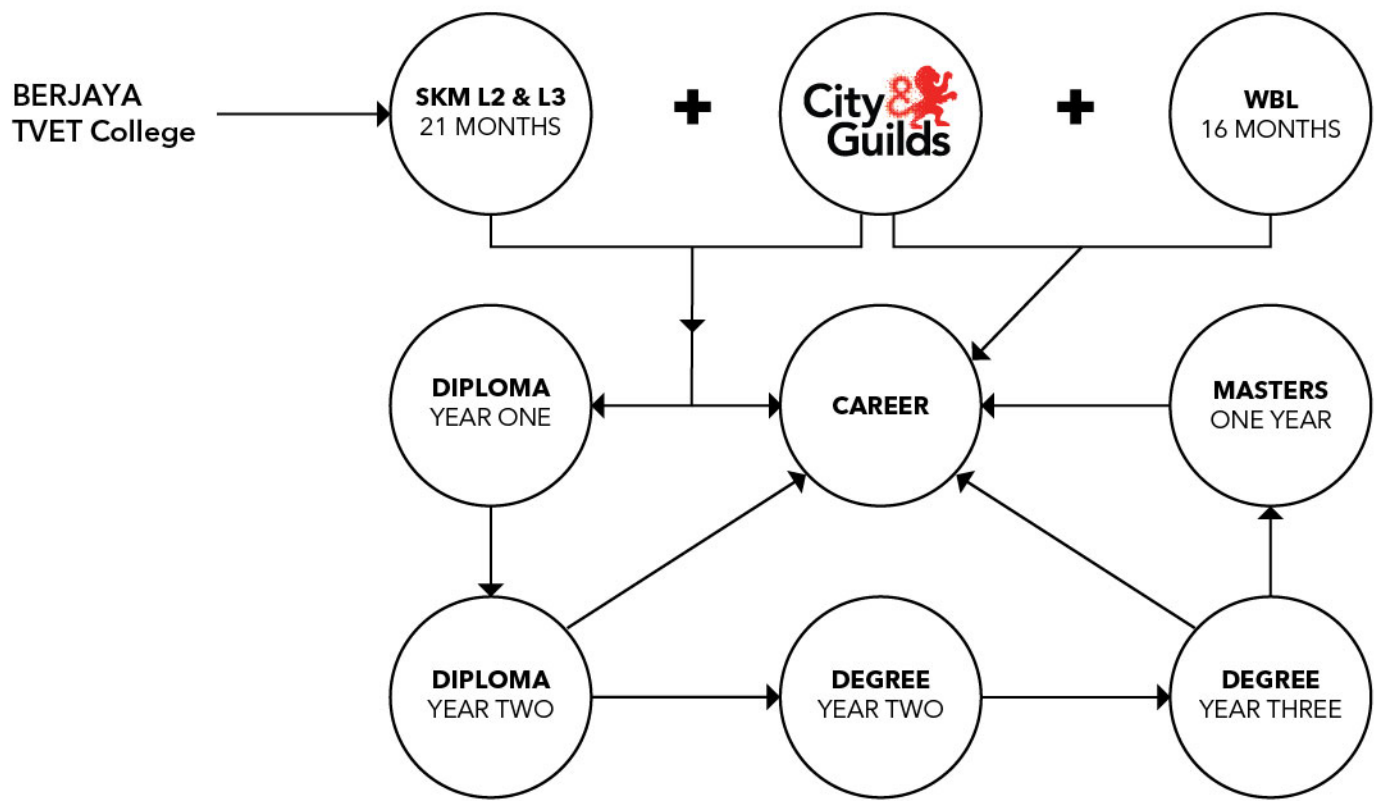 BERJAYA
TVET College
SKM L2 & L3
21 MONTHS
+
City &
Guilds
+
WBL
16 MONTHS
DIPLOMA
YEAR ONE
CAREER
MASTERS
ONE YEAR
DIPLOMA
YEAR TWO
DEGREE
YEAR TWO
DEGREE
YEAR THREE